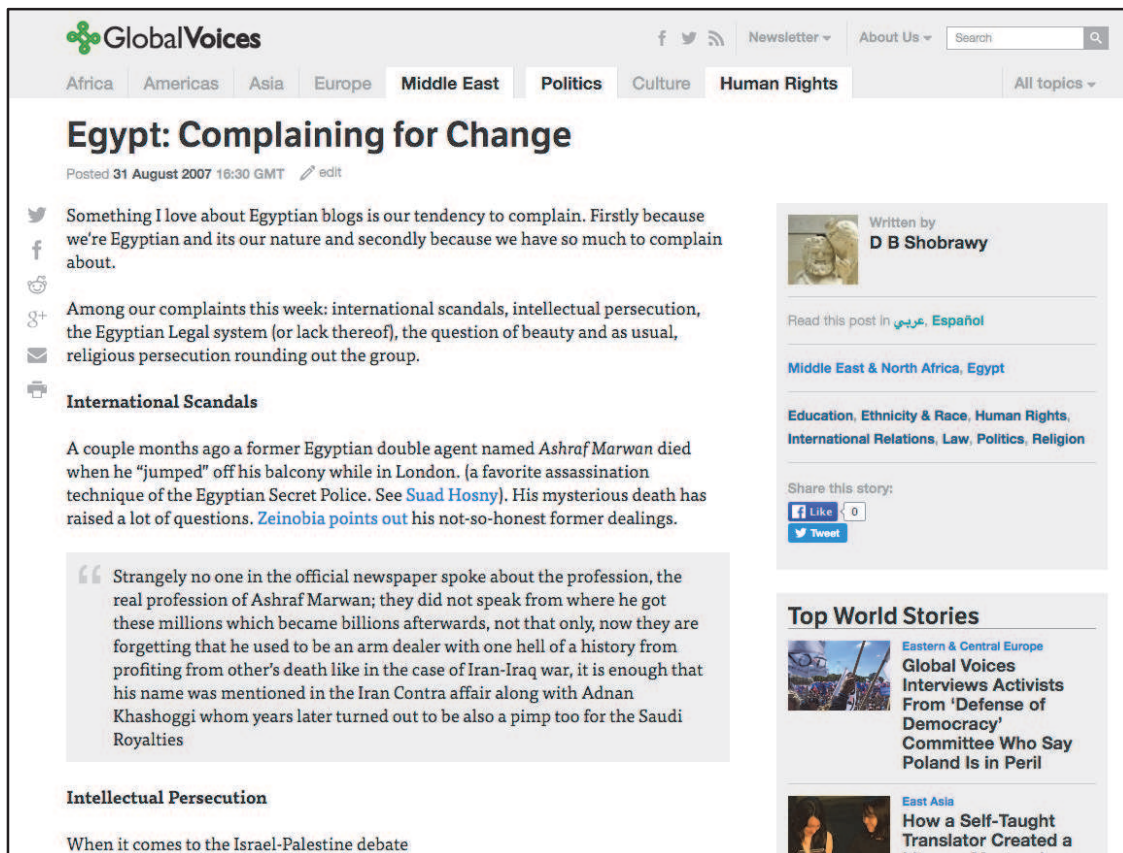 GlobalVoices
Newsletter
About Us
Search
Africa
Americas
Asia
Europe
Middle East
Politics
Culture
Human Rights
All topics
Egypt: Complaining for Change
Posted 31 August 2007 16:30 GMT edit
Something I love about Egyptian blogs is our tendency to complain. Firstly because
we're Egyptian and its our nature and secondly because we have so much to complain
about.
Among our complaints this week: international scandals, intellectual persecution,
the Egyptian Legal system (or lack thereof), the question of beauty and as usual,
religious persecution rounding out the group.
International Scandals
A couple months ago a former Egyptian double agent named Ashraf Marwan died
when he “jumped” off his balcony while in London. (a favorite assassination
technique of the Egyptian Secret Police. See Suad Hosny). His mysterious death has
raised a lot of questions. Zeinobia points out his not-so-honest former dealings.
Strangely no one in the official newspaper spoke about the profession, the
real profession of Ashraf Marwan; they did not speak from where he got
these millions which became billions afterwards, not that only, now they are
forgetting that he used to be an arm dealer with one hell of a history from
profiting from other's death like in the case of Iran-Iraq war, it is enough that
his name was mentioned in the Iran Contra affair along with Adnan
Khashoggi whom years later turned out to be also a pimp too for the Saudi
Royalties
Intellectual Persecution
When it comes to the Israel-Palestine debate
Written by
D B Shobrawy
Read this post in عربي, Español
Middle East & North Africa, Egypt
Education, Ethnicity & Race, Human Rights,
International Relations, Law, Politics, Religion
Share this story:
Like 0
Tweet
Top World Stories
Eastern & Central Europe
Global Voices
Interviews Activists
From ‘Defense of
Democracy’
Committee Who Say
Poland Is in Peril
East Asia
How a Self-Taught
Translator Created a